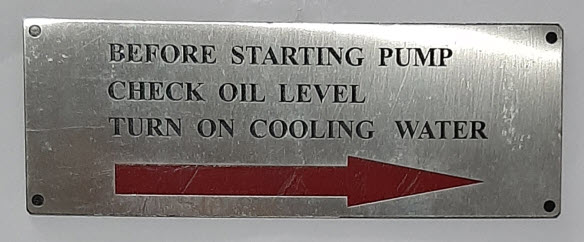 BEFORE STARTING PUMP
CHECK OIL LEVEL
TURN ON COOLING WATER